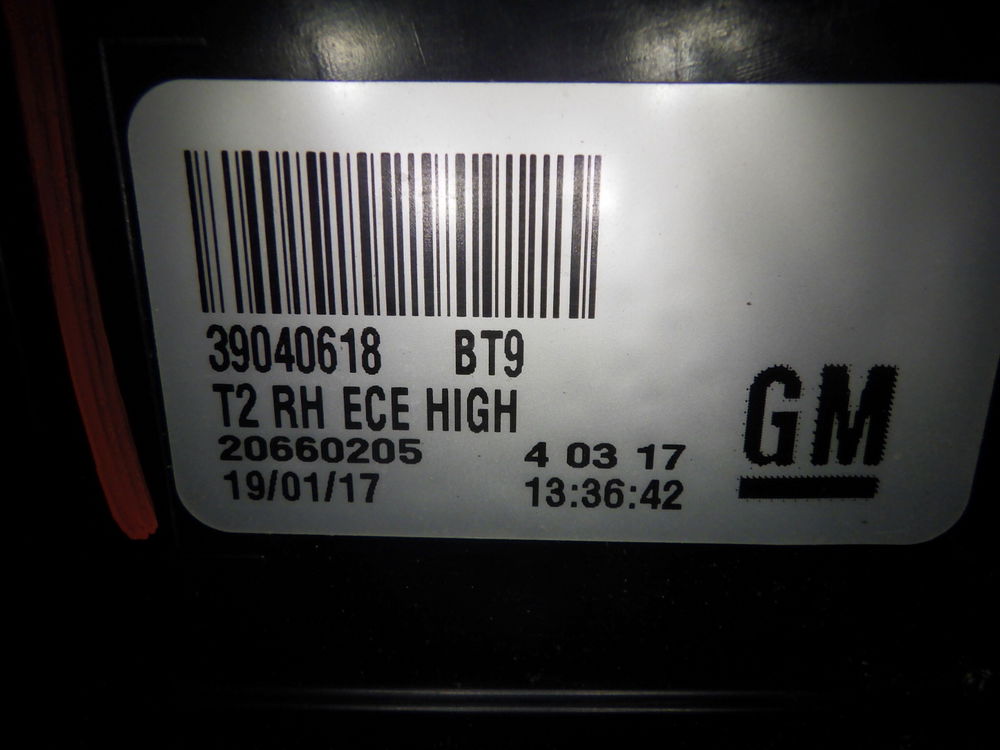 39040618 BT9
T2 RH ECE HIGH
20660205 4 03 17
19/01/17 13:36:42
GM